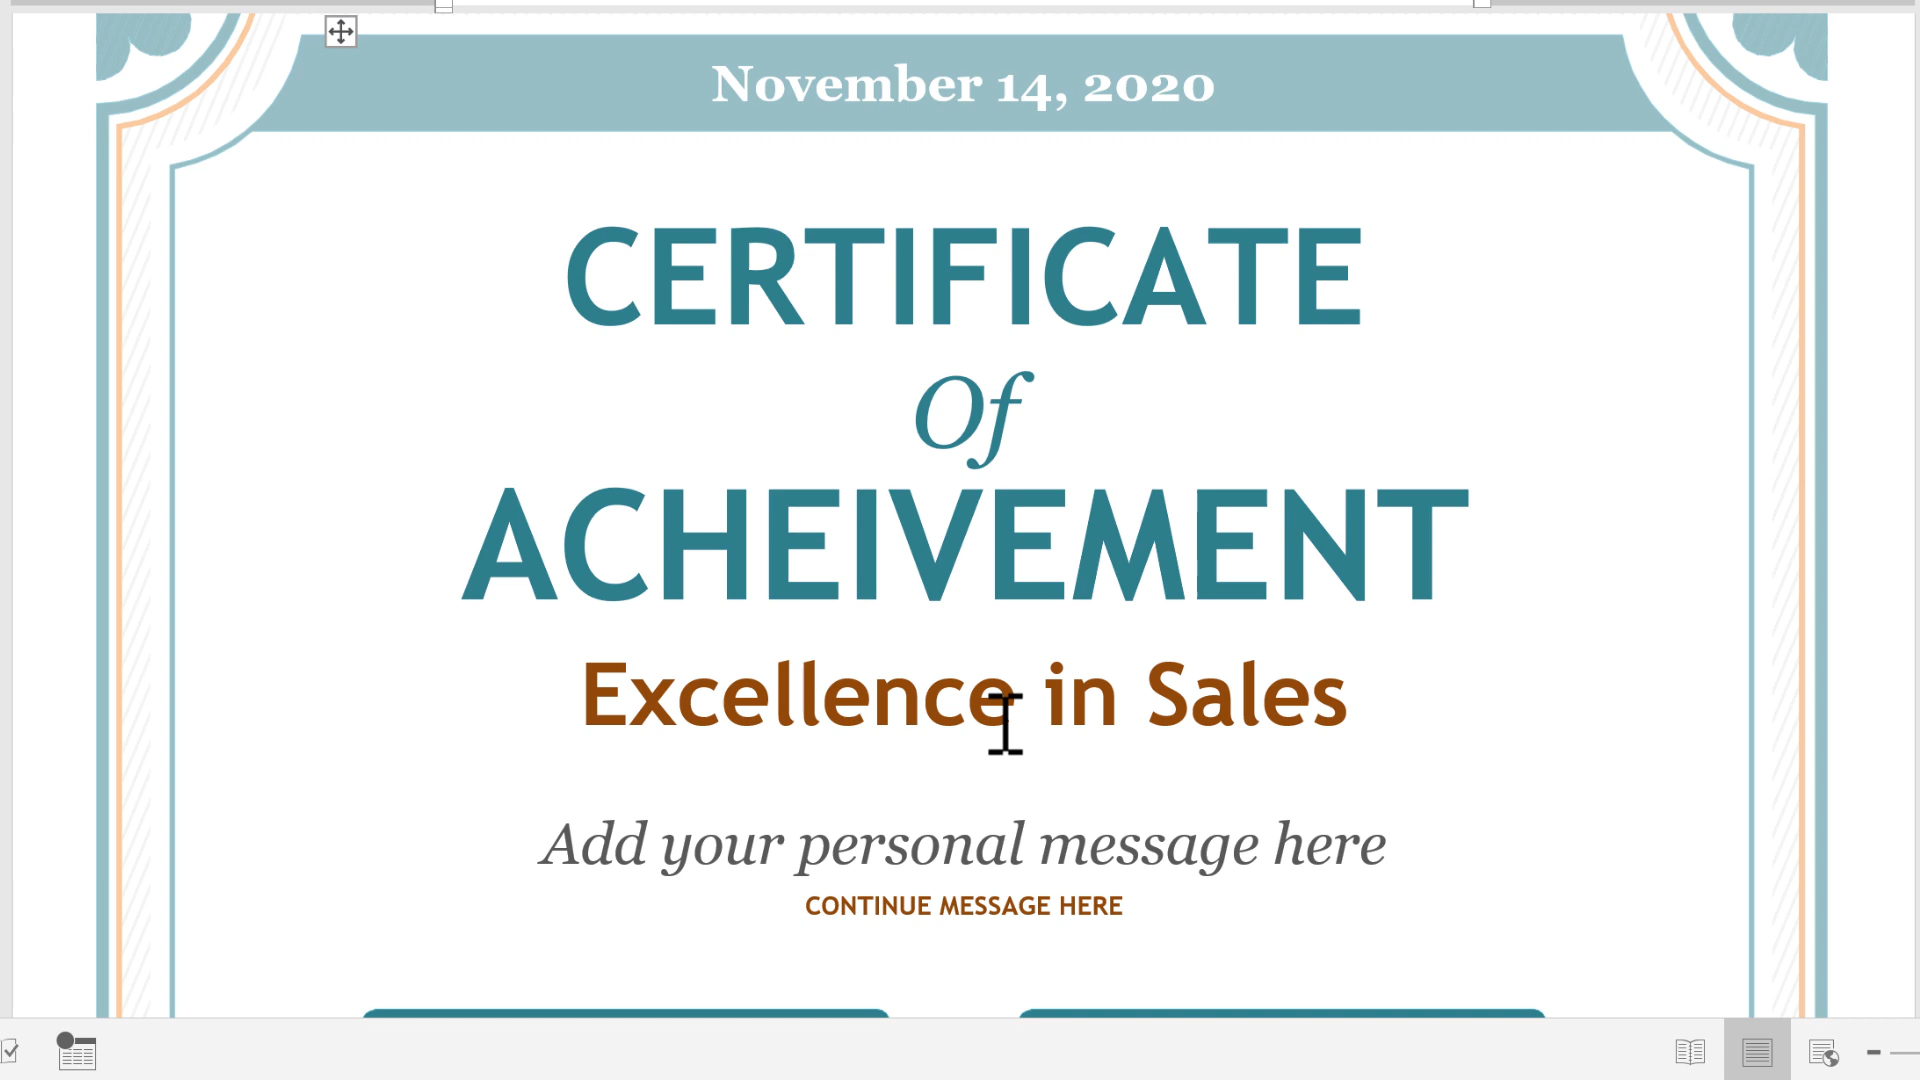 November 14, 2020
CERTIFICATE
Of
ACHEIVEMENT
Excellence in Sales
Add your personal message here
CONTINUE MESSAGE HERE